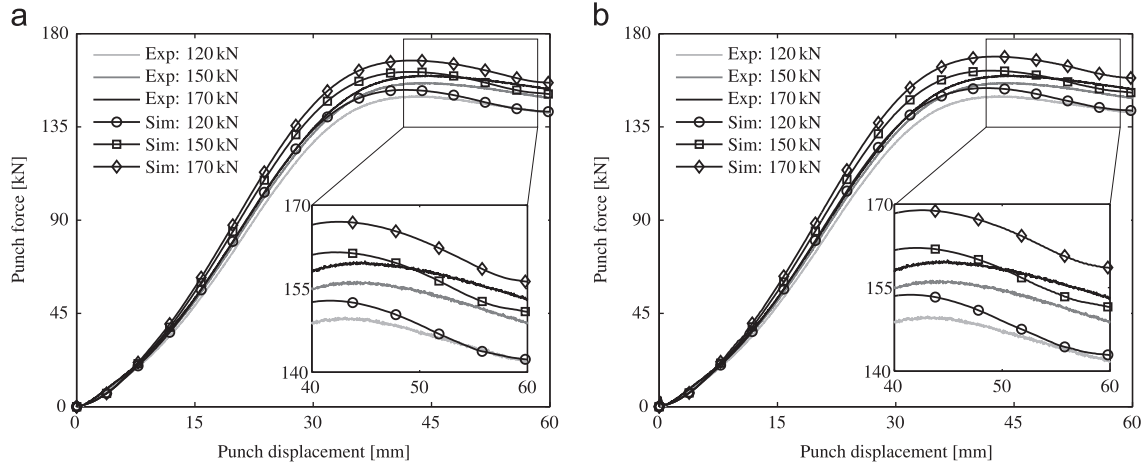 a
180
135
90
45
0
Punch force [kN]
Exp: 120 kN
Exp: 150 kN
Exp: 170 kN
Sim: 120 kN
Sim: 150 kN
Sim: 170 kN
170
155
140
40
50
60
0
15
30
45
60
Punch displacement [mm]
b
180
135
90
45
0
Punch force [kN]
Exp: 120 kN
Exp: 150 kN
Exp: 170 kN
Sim: 120 kN
Sim: 150 kN
Sim: 170 kN
170
155
140
40
50
60
0
15
30
45
60
Punch displacement [mm]